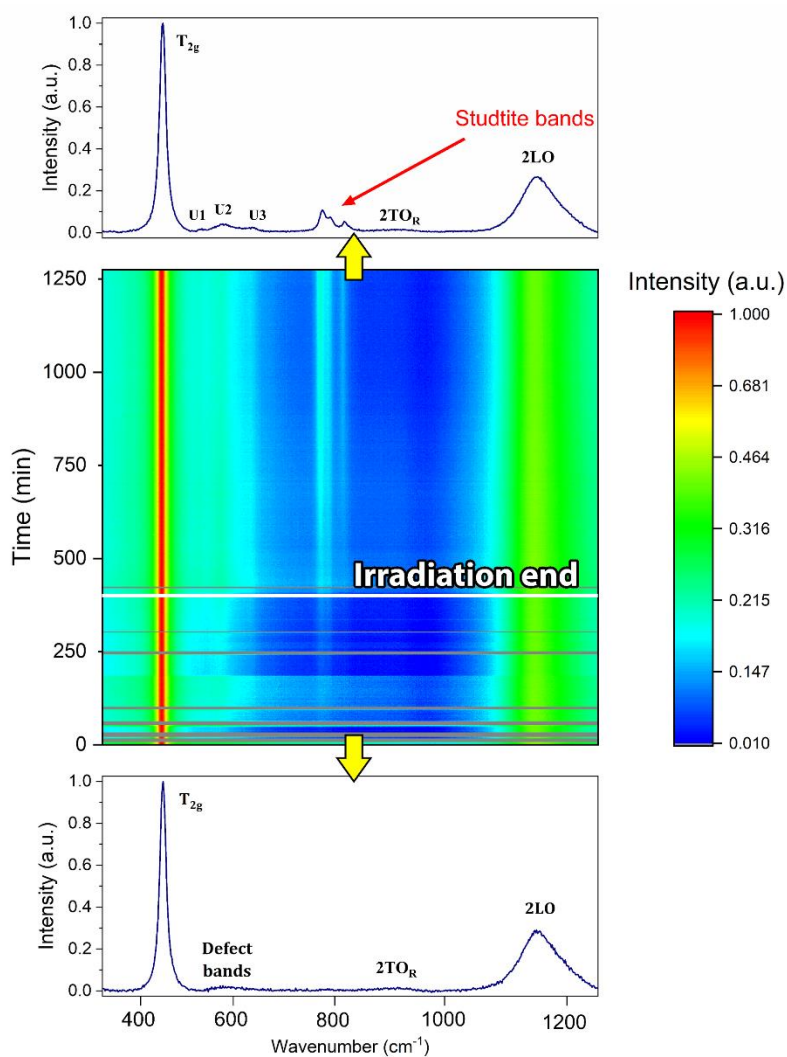 1.0
T2g
0.8
0.6
Studtite bands
0.4
2LO
0.2
U1 U2 U3
2TOR
0.0
Intensity (a.u.)
1250
1000
750
500
250
0
Time (min)
Irradiation end
Intensity (a.u.)
1.000
0.681
0.464
0.316
0.215
0.147
0.010
1.0
T2g
0.8
0.6
0.4
2LO
0.2
Defect
bands
2TOR
0.0
Intensity (a.u.)
400 600 800 1000 1200
Wavenumber (cm-1)